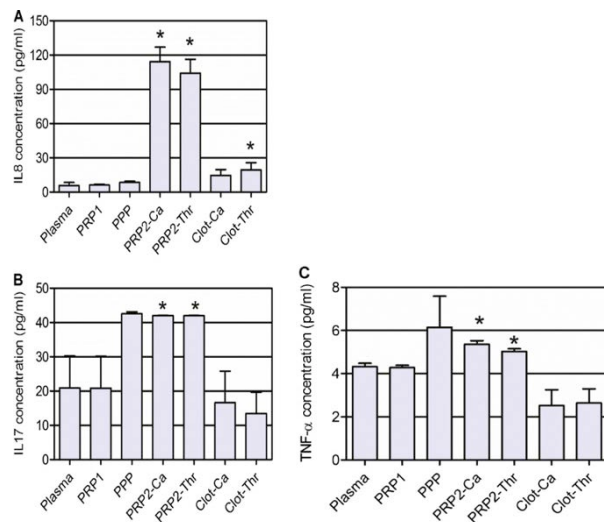 A
IL8 concentration (pg/ml)
150
120
90
60
30
0
* * *
Plasma PRP1 PPP PRP2-Ca PRP2-Thr Clot-Ca Clot-Thr
B
IL17 concentration (pg/ml)
50
40
30
20
10
0
* *
Plasma PRP1 PPP PRP2-Ca PRP2-Thr Clot-Ca Clot-Thr
C
TNF-α concentration (pg/ml)
8
6
4
2
0
* *
Plasma PRP1 PPP PRP2-Ca PRP2-Thr Clot-Ca Clot-Thr